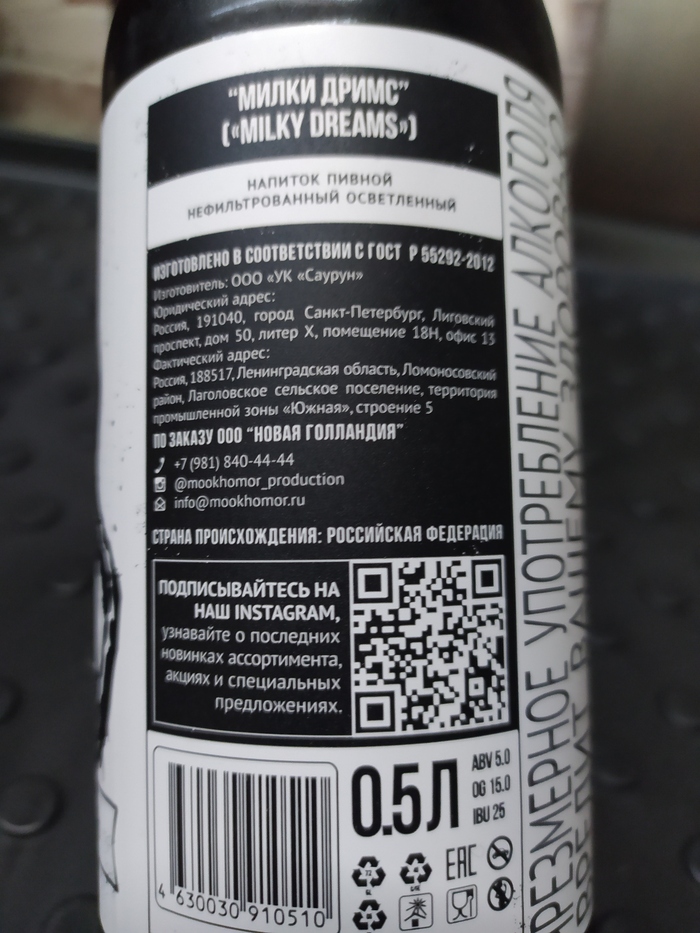 "МИЛКИ ДРИМС"
(«MILKY DREAMS»)
НАПИТОК ПИВНОЙ
НЕФИЛЬТРОВАННЫЙ ОСВЕТЛЕННЫЙ
ИЗГОТОВЛЕНО В СООТВЕТСТВИИ С ГОСТ Р 55292-2012
Изготовитель: ООО «УК «Саурун»
Юридический адрес:
Россия, 191040, город Санкт-Петербург, Лиговский
проспект, дом 50, литер Х, помещение 18Н, офис 13
Фактический адрес:
Россия, 188517, Ленинградская область, Ломоносовский
район, Лаголовское сельское поселение, территория
промышленной зоны «Южная», строение 5
ПО ЗАКАЗУ ООО "НОВАЯ ГОЛЛАНДИЯ"
+7 (981) 840-44-44
@mookhomor_production
info@mookhomor.ru
СТРАНА ПРОИСХОЖДЕНИЯ: РОССИЙСКАЯ ФЕДЕРАЦИЯ
ПОДПИСЫВАЙТЕСЬ НА
НАШ INSTAGRAM,
узнавайте о последних
новинках ассортимента,
акциях и специальных
предложениях.
0.5 Л
ABV 5.0
OG 15.0
IBU 25
EAC
4 630030 910510
ЧРЕЗМЕРНОЕ УПОТРЕБЛЕНИЕ АЛКОГОЛЯ
ВРЕДИТ ВАШЕМУ ЗДОРОВЬЮ